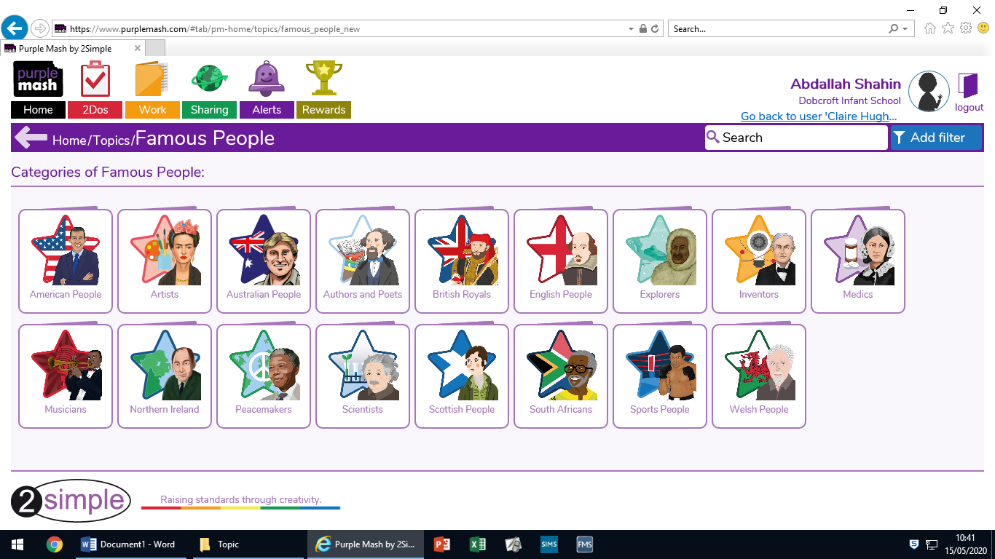 https://www.purplemash.com/#tab/pm-home/topics/famous_people_new
Search...
Purple Mash by 2Simple
purple
mash
Home
2Dos
Work
Sharing
Alerts
Rewards
Abdallah Shahin
Dobcroft Infant School
Go back to user 'Claire Hugh...
logout
Home/Topics/Famous People
Search
Add filter
Categories of Famous People:
American People
Artists
Australian People
Authors and Poets
British Royals
English People
Explorers
Inventors
Medics
Musicians
Northern Ireland
Peacemakers
Scientists
Scottish People
South Africans
Sports People
Welsh People
2simple
Raising standards through creativity.
Document1 - Word
Topic
Purple Mash by 2Si...
SIMS
FMS
10:41
15/05/2020